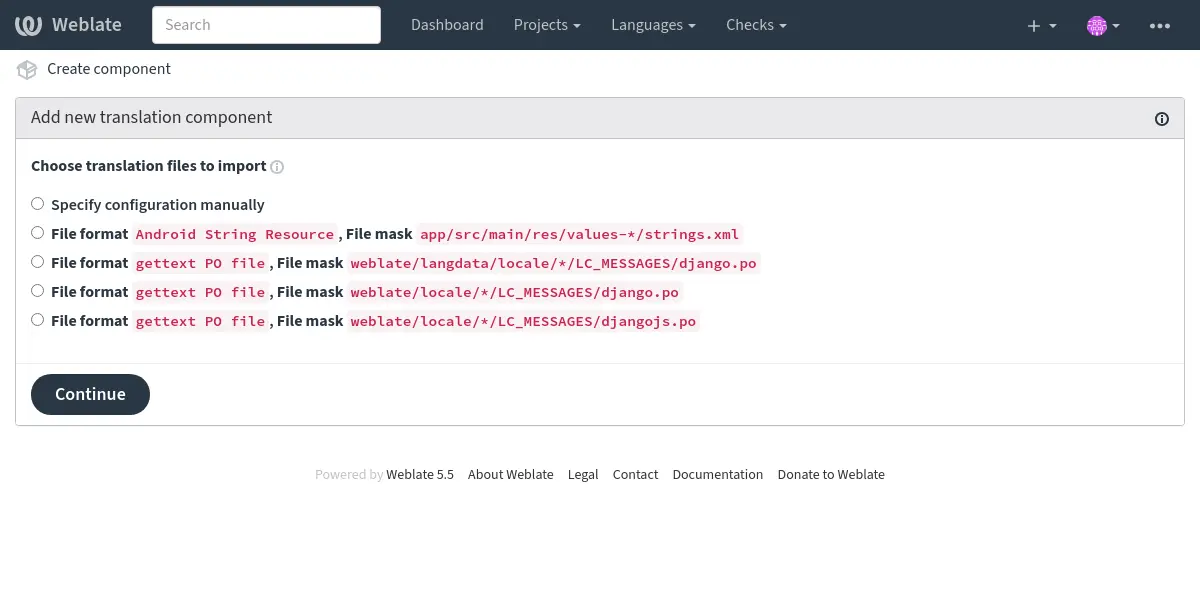 Weblate Search Dashboard Projects Languages Checks
Create component
Add new translation component
Choose translation files to import
Specify configuration manually
File format Android String Resource, File mask app/src/main/res/values-*/strings.xml
File format gettext PO file, File mask weblate/langdata/locale/*/LC_MESSAGES/django.po
File format gettext PO file, File mask weblate/locale/*/LC_MESSAGES/django.po
File format gettext PO file, File mask weblate/locale/*/LC_MESSAGES/djangojs.po
Continue
Powered by Weblate 5.5 About Weblate Legal Contact Documentation Donate to Weblate